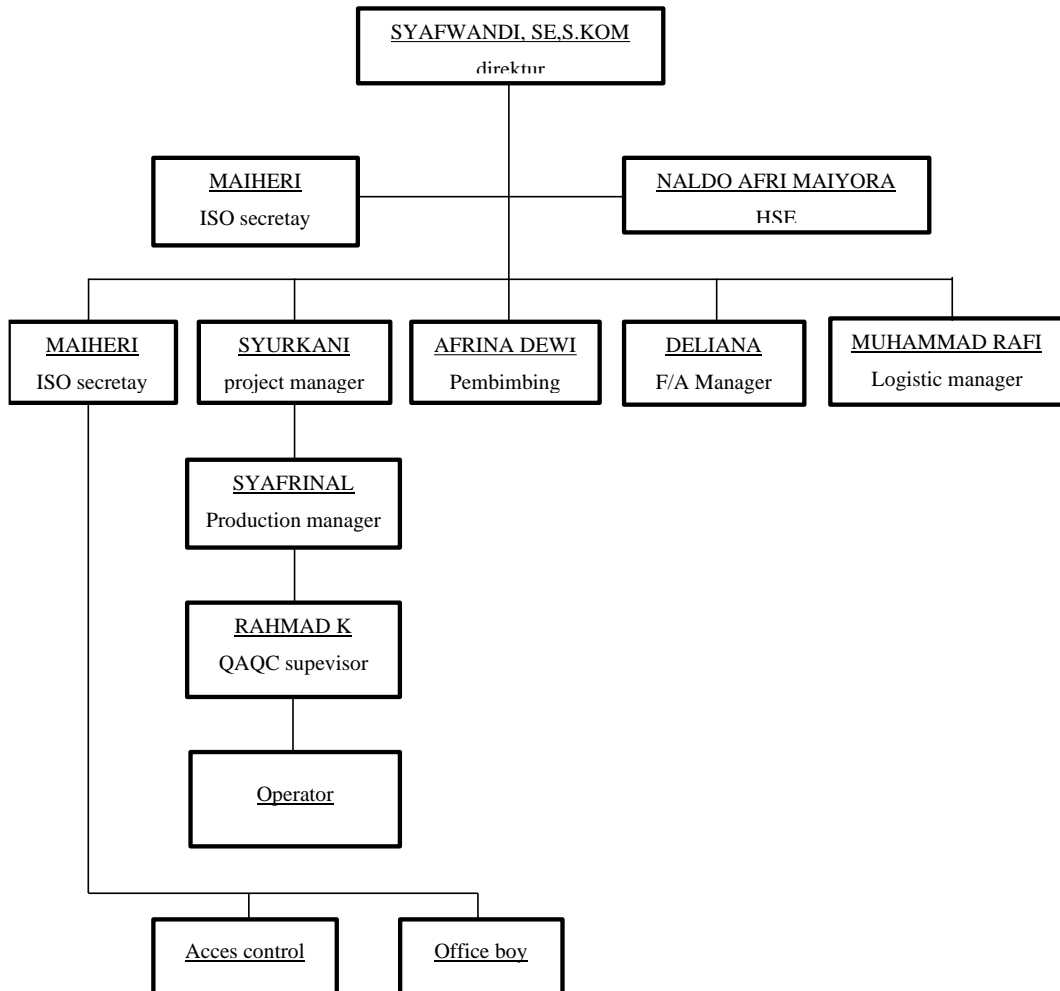 SYAFWANDI, SE,S.KOM
direktur
MAIHERI
ISO secretay
NALDO AFRI MAIYORA
HSE
MAIHERI
ISO secretay
SYURKANI
project manager
AFRINA DEWI
Pembimbing
DELIANA
F/A Manager
MUHAMMAD RAFI
Logistic manager
SYAFRINAL
Production manager
RAHMAD K
QAQC supevisor
Operator
Acces control
Office boy